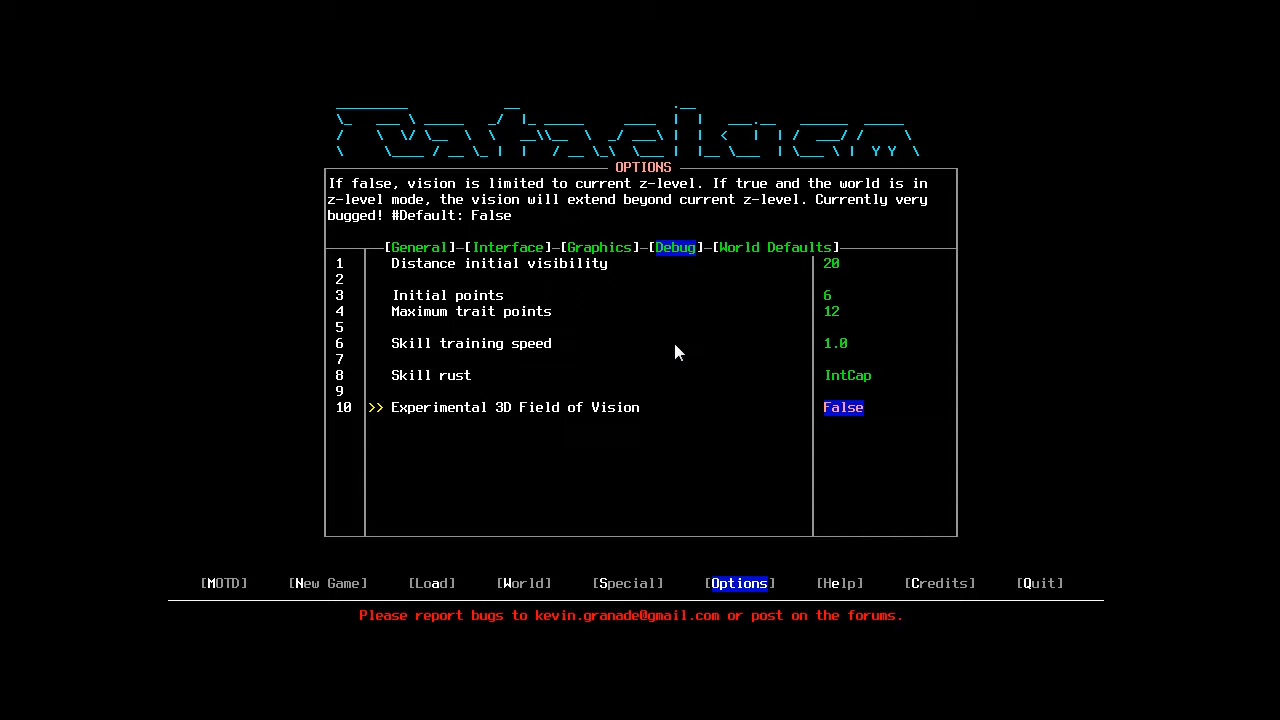 Cataclysm
OPTIONS
If false, vision is limited to current z-level. If true and the world is in
z-level mode, the vision will extend beyond current z-level. Currently very
bugged! #Default: False
[General]-[Interface]-[Graphics]-[Debug]-[World Defaults]
1 Distance initial visibility 20
2
3 Initial points 6
4 Maximum trait points 12
5
6 Skill training speed 1.0
7
8 Skill rust IntCap
9
10 >> Experimental 3D Field of Vision False
[MOTD] [New Game] [Load] [World] [Special] [Options] [Help] [Credits] [Quit]
Please report bugs to kevin.granade@gmail.com or post on the forums.